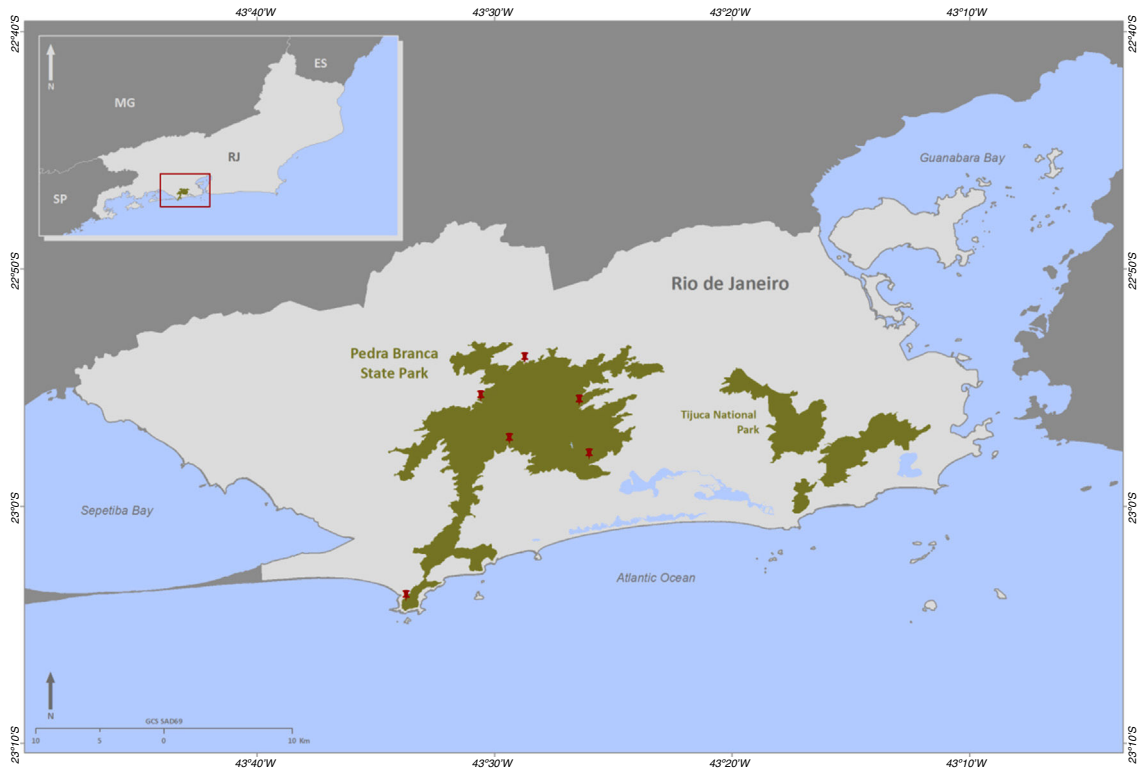 43°40'W 43°30'W 43°20'W 43°10'W
22°40'S 22°40'S
ES
N
MG
RJ
SP
Guanabara Bay
22°50'S 22°50'S
Rio de Janeiro
Pedra Branca
State Park
Tijuca National
Park
Sepetiba Bay
23°0'S 23°0'S
Atlantic Ocean
N
GCS SAD69
10 5 0 10 Km
23°10'S 23°10'S
43°40'W 43°30'W 43°20'W 43°10'W